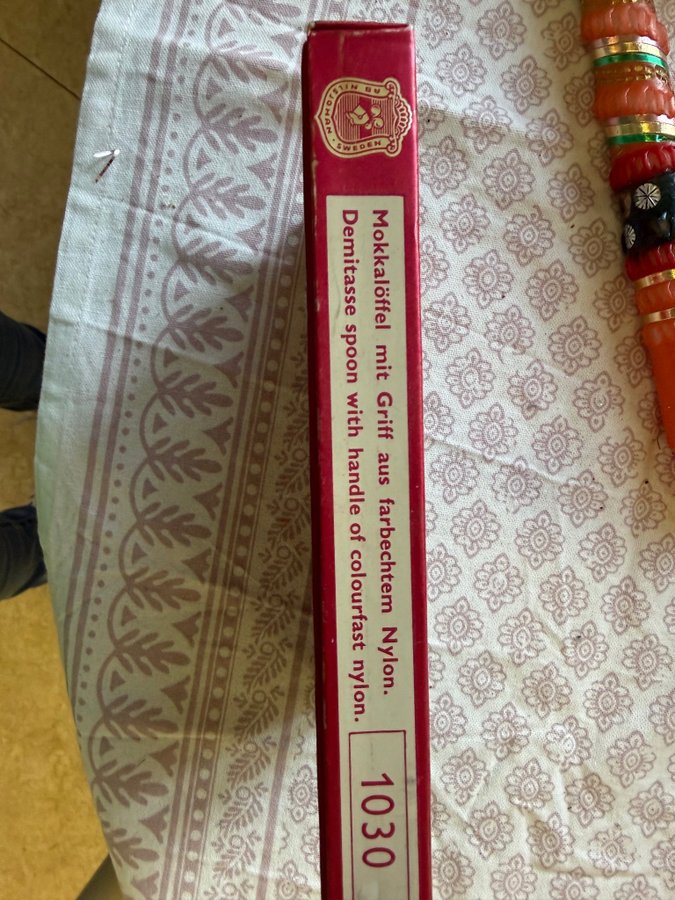 Mokkalöffel mit Griff aus farbechtem Nylon.
Demitasse spoon with handle of colourfast nylon.
1030
SWEDEN